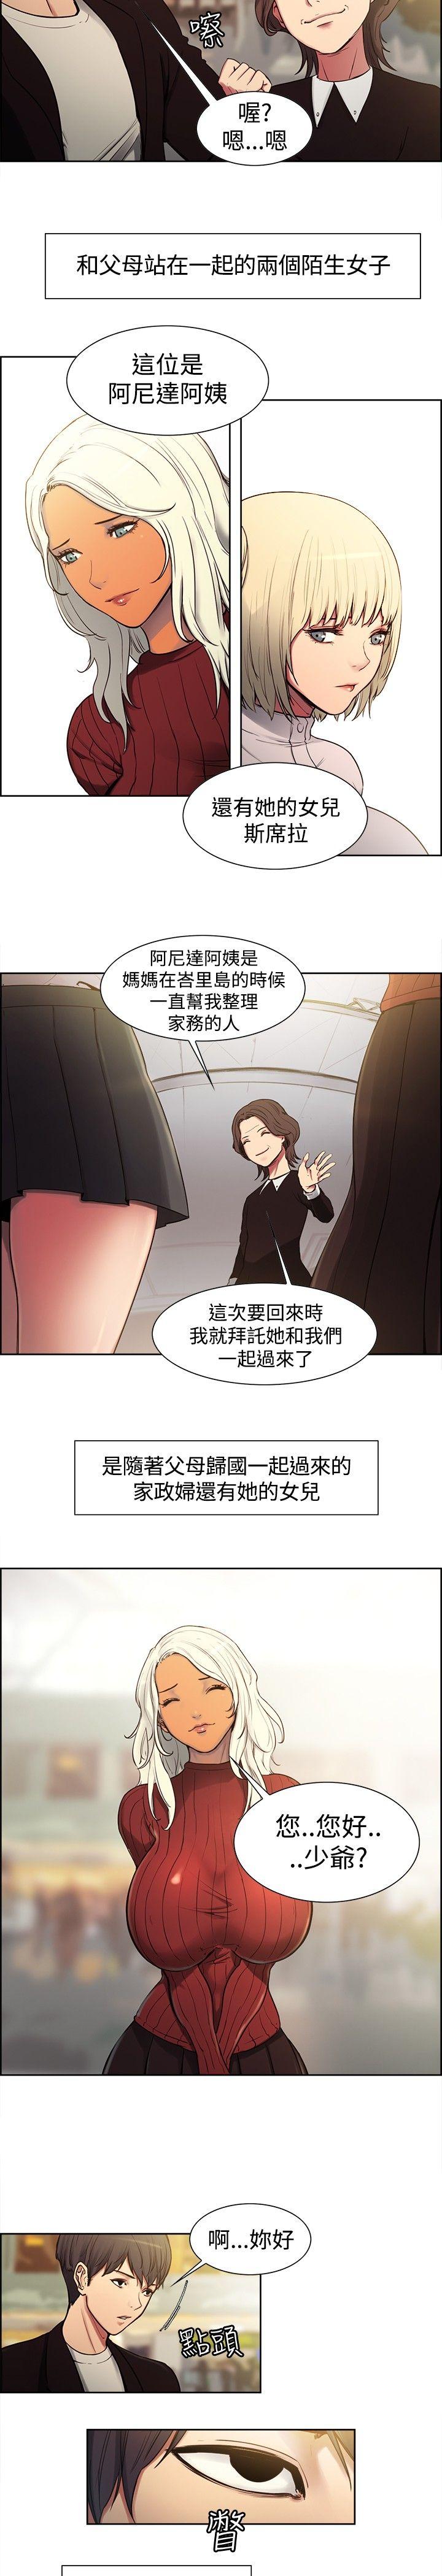 嚓
喔?
嗯...嗯
和父母站在一起的兩個陌生女子
這位是
阿尼達阿姨
還有她的女兒
斯席拉
阿尼達阿姨是
媽媽在峇里島的時候
一直幫我整理
家務的人
這次要回來時
我就拜託她和我們
一起過來了
是隨著父母歸國一起過來的
家政婦還有她的女兒
您..您好..
..少爺?
啊...妳好
點頭
瞥